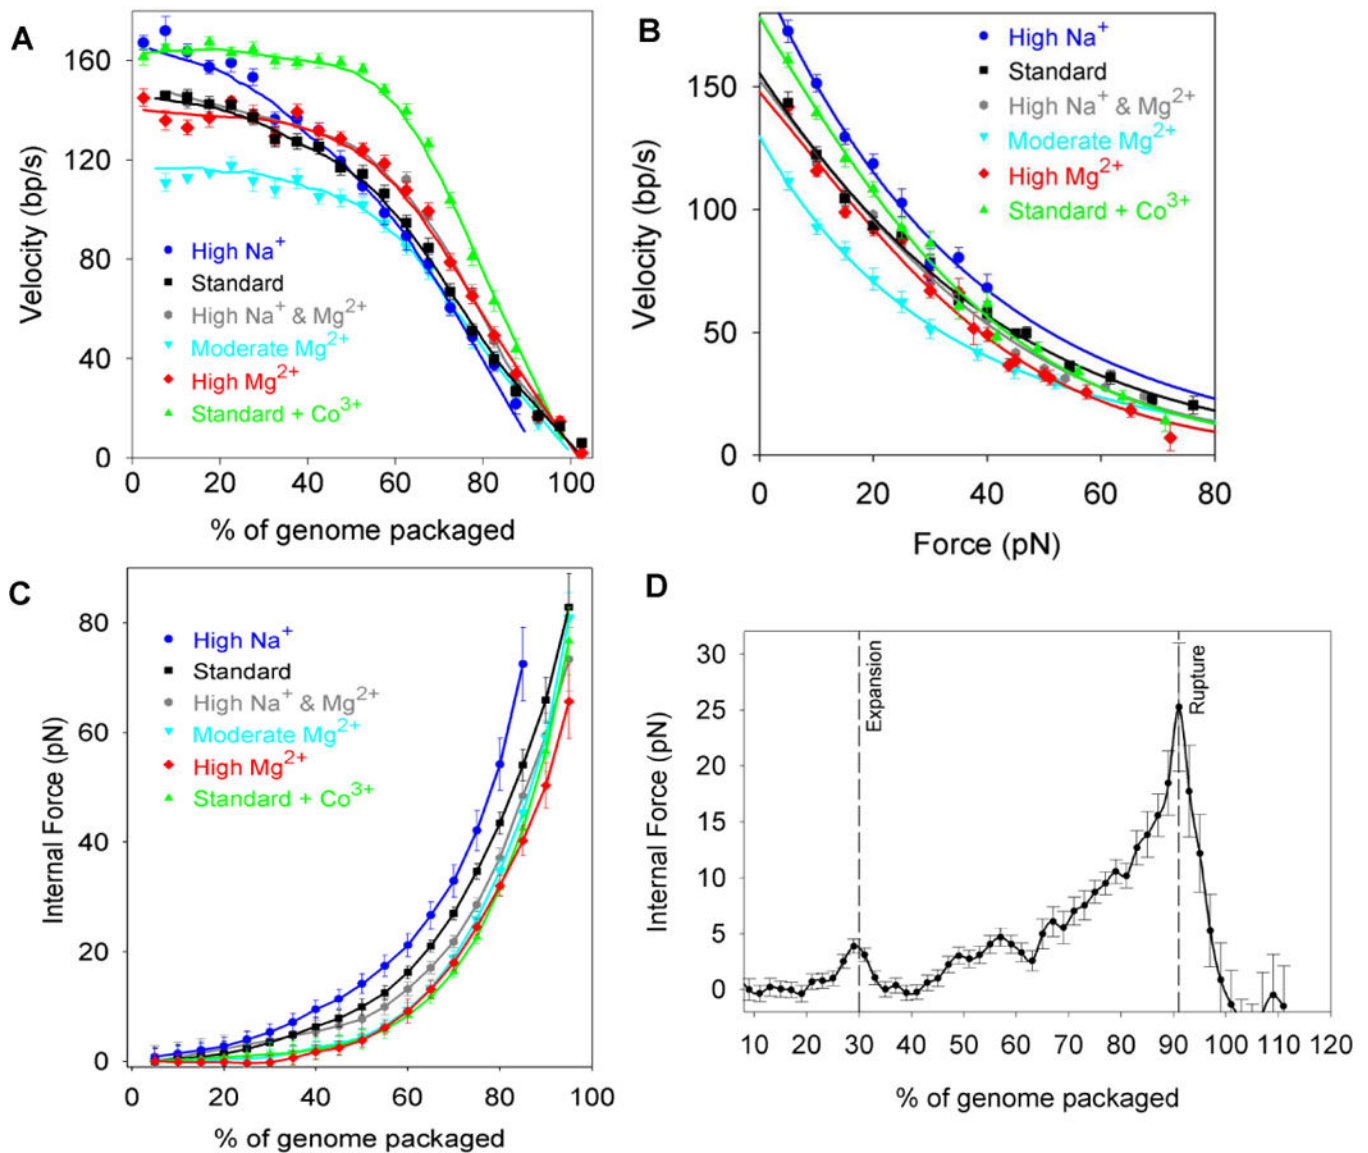 A
160
120
80
40
0
Velocity (bp/s)
High Na+
Standard
High Na+ & Mg2+
Moderate Mg2+
High Mg2+
Standard + Co3+
0 20 40 60 80 100
% of genome packaged
B
150
100
50
0
Velocity (bp/s)
High Na+
Standard
High Na+ & Mg2+
Moderate Mg2+
High Mg2+
Standard + Co3+
0 20 40 60 80
Force (pN)
C
80
60
40
20
0
Internal Force (pN)
High Na+
Standard
High Na+ & Mg2+
Moderate Mg2+
High Mg2+
Standard + Co3+
0 20 40 60 80 100
% of genome packaged
D
30
25
20
15
10
5
0
Internal Force (pN)
Expansion
Rupture
10 20 30 40 50 60 70 80 90 100 110 120
% of genome packaged